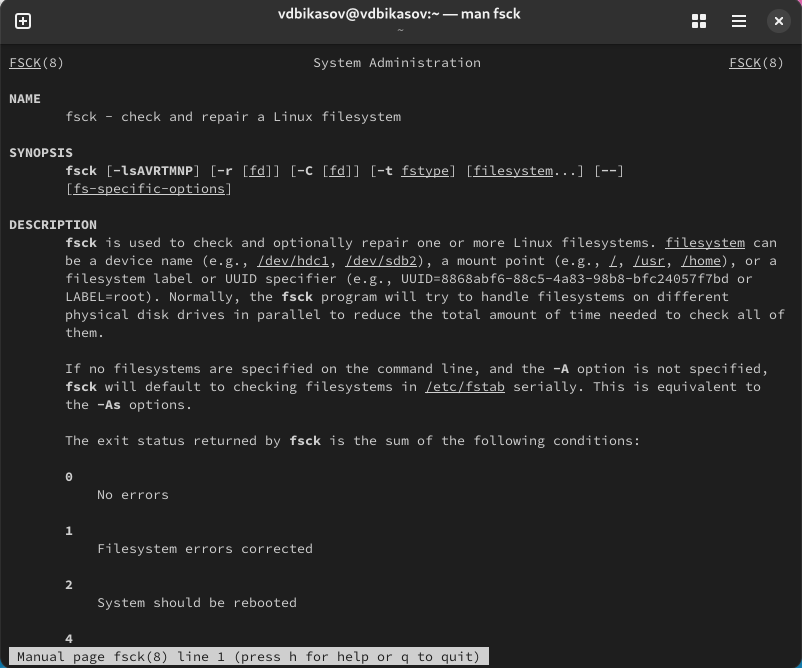 vdbikasov@vdbikasov:~ — man fsck
~
FSCK(8) System Administration FSCK(8)
NAME
fsck - check and repair a Linux filesystem
SYNOPSIS
fsck [-lsAVRTMNP] [-r [fd]] [-C [fd]] [-t fstype] [filesystem...] [--]
[fs-specific-options]
DESCRIPTION
fsck is used to check and optionally repair one or more Linux filesystems. filesystem can
be a device name (e.g., /dev/hdc1, /dev/sdb2), a mount point (e.g., /, /usr, /home), or a
filesystem label or UUID specifier (e.g., UUID=8868abf6-88c5-4a83-98b8-bfc24057f7bd or
LABEL=root). Normally, the fsck program will try to handle filesystems on different
physical disk drives in parallel to reduce the total amount of time needed to check all of
them.
If no filesystems are specified on the command line, and the -A option is not specified,
fsck will default to checking filesystems in /etc/fstab serially. This is equivalent to
the -As options.
The exit status returned by fsck is the sum of the following conditions:
0
No errors
1
Filesystem errors corrected
2
System should be rebooted
4
Manual page fsck(8) line 1 (press h for help or q to quit)